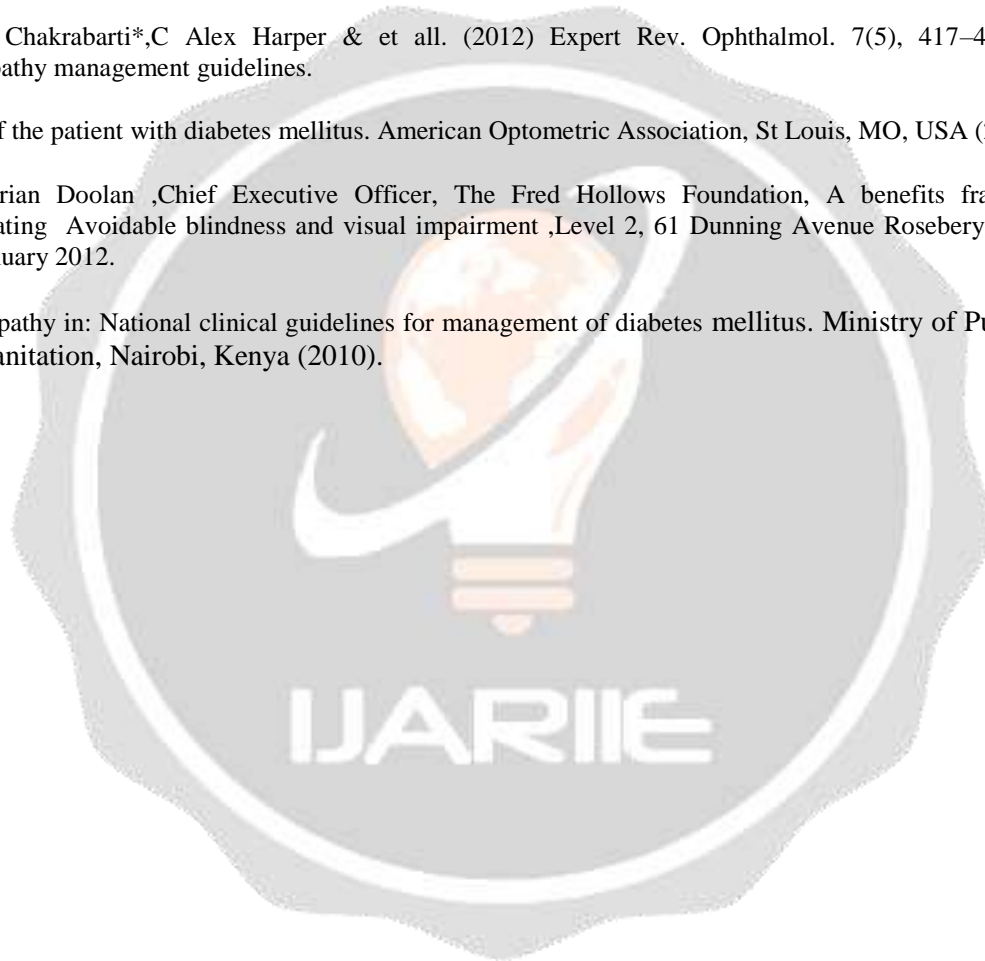 Chakrabarti*,C Alex Harper & et all. (2012) Expert Rev. Ophthalmol. 7(5), 417–4
pathy management guidelines.
f the patient with diabetes mellitus. American Optometric Association, St Louis, MO, USA (
rian Doolan ,Chief Executive Officer, The Fred Hollows Foundation, A benefits fra
ating Avoidable blindness and visual impairment ,Level 2, 61 Dunning Avenue Rosebery
uary 2012.
pathy in: National clinical guidelines for management of diabetes mellitus. Ministry of Pu
anitation, Nairobi, Kenya (2010).
IJARIIE